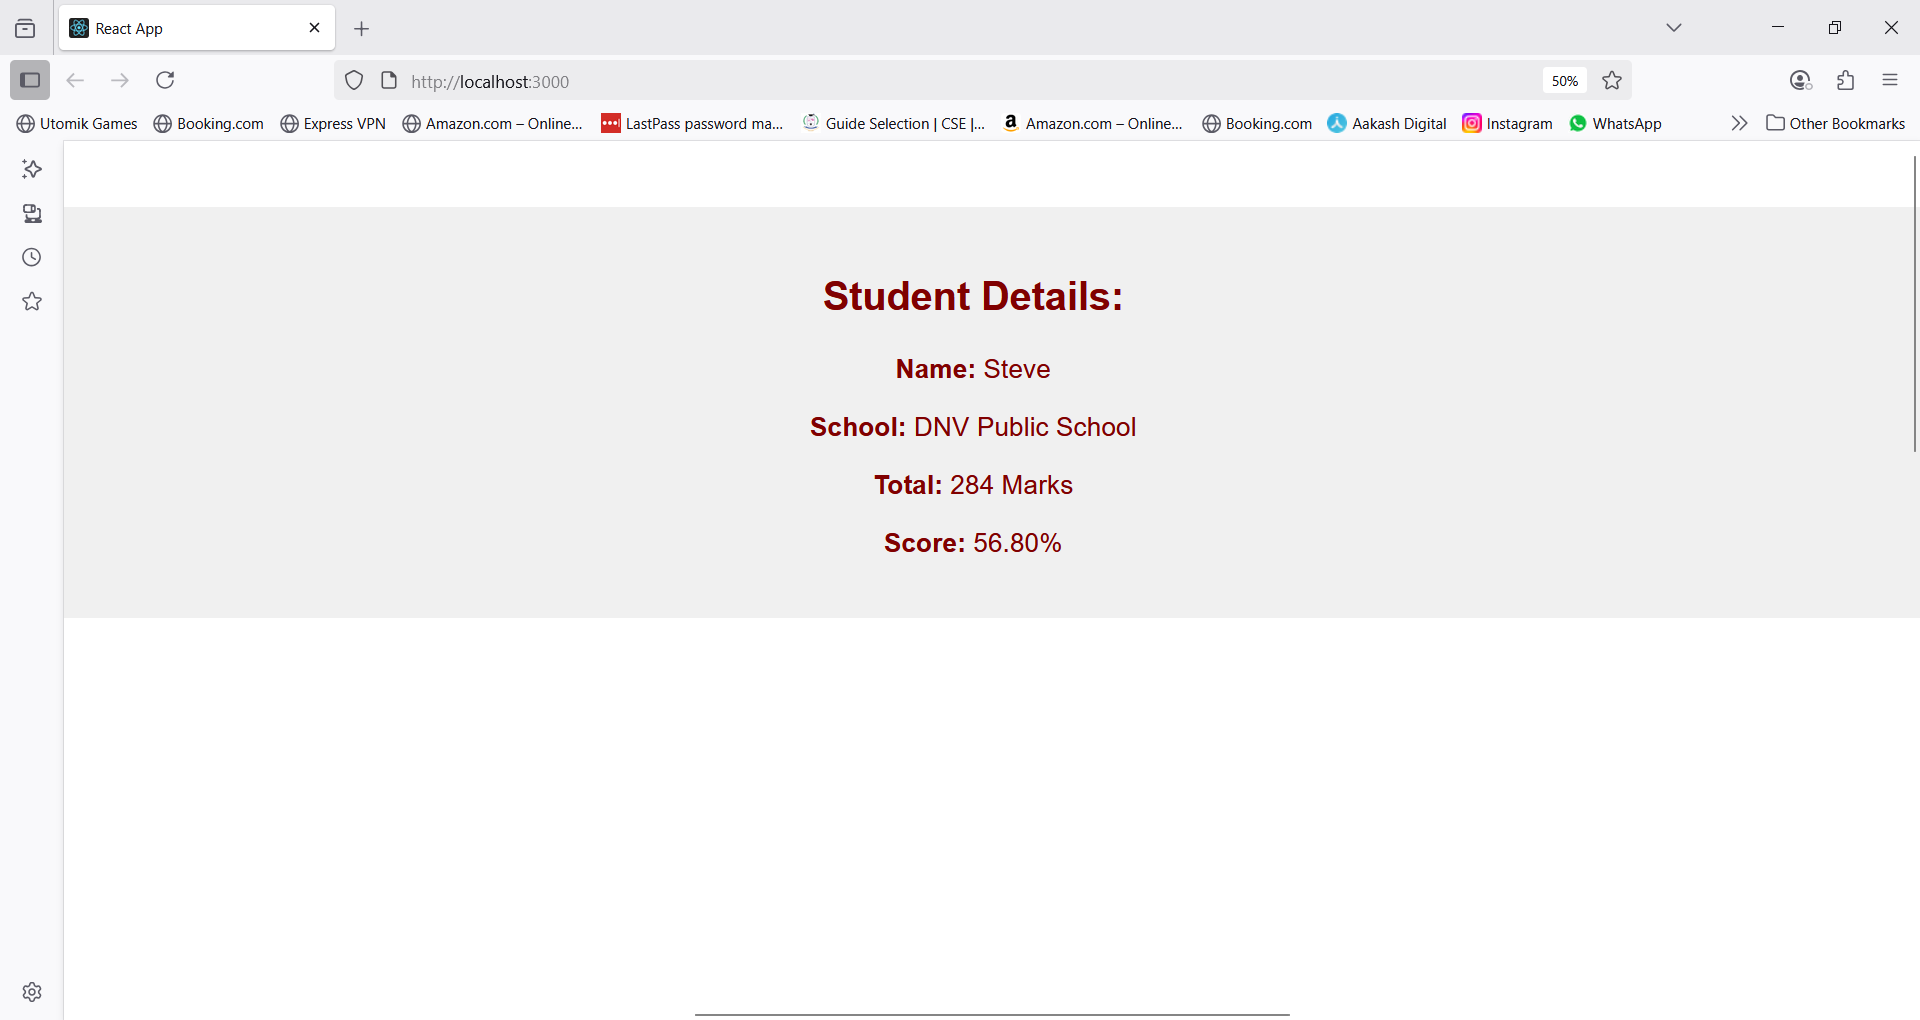 React App
http://localhost:3000
50%
Utomik Games
Booking.com
Express VPN
Amazon.com – Online...
LastPass password ma...
Guide Selection | CSE |...
Amazon.com – Online...
Booking.com
Aakash Digital
Instagram
WhatsApp
Other Bookmarks
Student Details:
Name: Steve
School: DNV Public School
Total: 284 Marks
Score: 56.80%